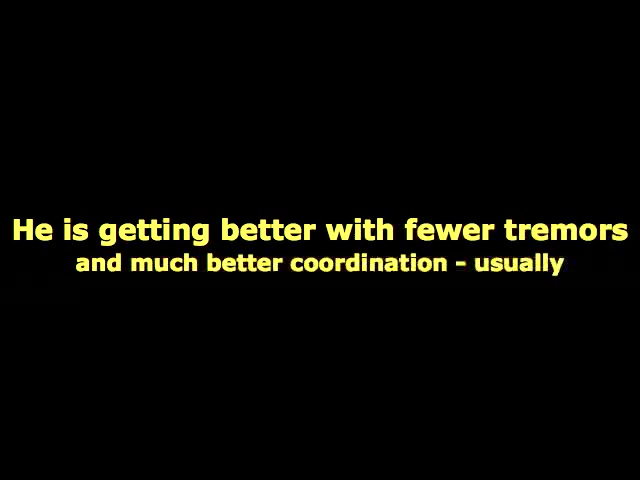 He is getting better with fewer tremors
and much better coordination - usually